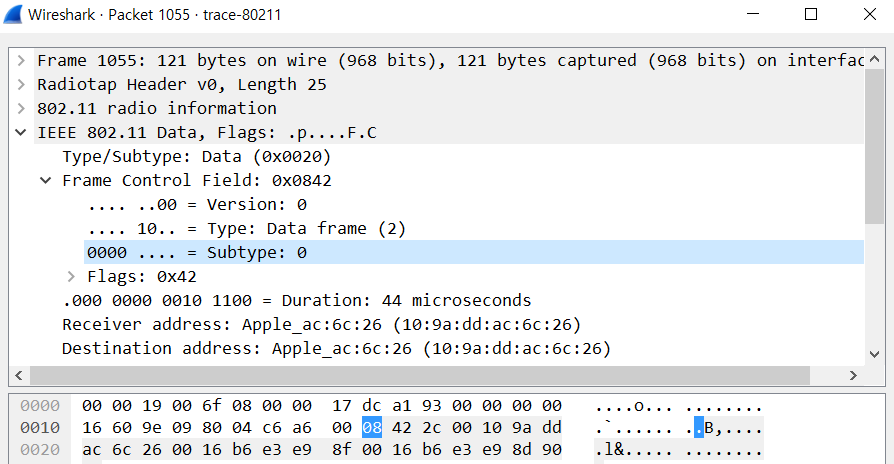 Wireshark · Packet 1055 · trace-80211
Frame 1055: 121 bytes on wire (968 bits), 121 bytes captured (968 bits) on interfac
Radiotap Header v0, Length 25
802.11 radio information
IEEE 802.11 Data, Flags: .p....F.C
Type/Subtype: Data (0x0020)
Frame Control Field: 0x0842
.... ..00 = Version: 0
.... 10.. = Type: Data frame (2)
0000 .... = Subtype: 0
Flags: 0x42
.000 0000 0010 1100 = Duration: 44 microseconds
Receiver address: Apple_ac:6c:26 (10:9a:dd:ac:6c:26)
Destination address: Apple_ac:6c:26 (10:9a:dd:ac:6c:26)
0000 00 00 19 00 6f 08 00 00 17 dc a1 93 00 00 00 00 ....o... ........
0010 16 60 9e 09 80 04 c6 a6 00 08 42 2c 00 10 9a dd .`...... ..B,....
0020 ac 6c 26 00 16 b6 e3 e9 8f 00 16 b6 e3 e9 8d 90 .l&..... ........